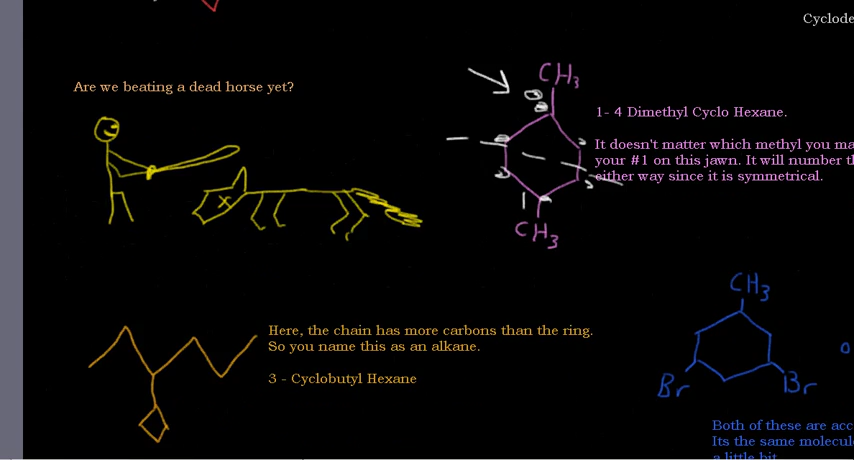 Cyclode
Are we beating a dead horse yet?
x
CH3
1- 4 Dimethyl Cyclo Hexane.
It doesn't matter which methyl you ma
your #1 on this jawn. It will number th
either way since it is symmetrical.
CH3
CH3
Here, the chain has more carbons than the ring.
So you name this as an alkane.
3 - Cyclobutyl Hexane
Br
Br
Both of these are acc
Its the same molecul
a little bit